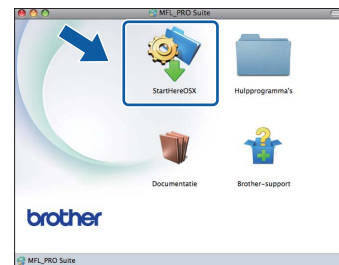 MFL_PRO Suite
StartHereOSX
Hulpprogramma's
Documentatie
Brother-support
brother
MFL_PRO Suite